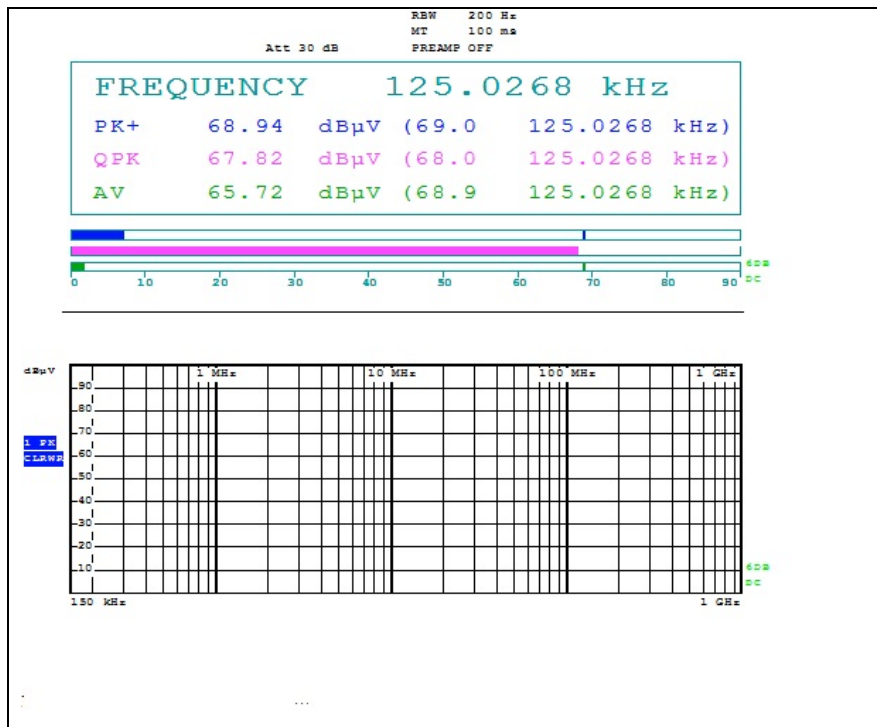 RBW 200 Hz
MT 100 ms
Att 30 dB PREAMP OFF
FREQUENCY 125.0268 kHz
PK+ 68.94 dBµV (69.0 125.0268 kHz)
QPK 67.82 dBµV (68.0 125.0268 kHz)
AV 65.72 dBµV (68.9 125.0268 kHz)
6DB
0 10 20 30 40 50 60 70 80 90 DC
dBµV 1 MHz 10 MHz 100 MHz 1 GHz
90
80
70
1 PK
CLRWR 60
50
40
30
20
10 6DB
DC
150 kHz 1 GHz
...